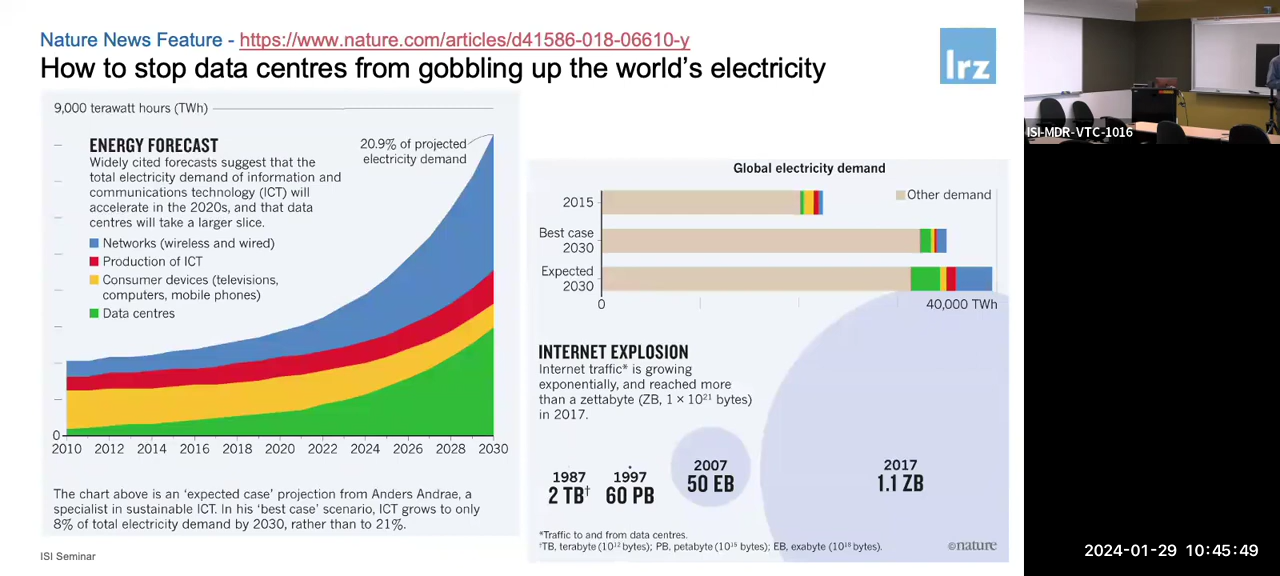 Nature News Feature - https://www.nature.com/articles/d41586-018-06610-y
How to stop data centres from gobbling up the world's electricity
lrz
9,000 terawatt hours (TWh)
ENERGY FORECAST
Widely cited forecasts suggest that the
total electricity demand of information and
communications technology (ICT) will
accelerate in the 2020s, and that data
centres will take a larger slice.
20.9% of projected
electricity demand
Networks (wireless and wired)
Production of ICT
Consumer devices (televisions,
computers, mobile phones)
Data centres
0
2010 2012 2014 2016 2018 2020 2022 2024 2026 2028 2030
The chart above is an 'expected case' projection from Anders Andrae, a
specialist in sustainable ICT. In his 'best case' scenario, ICT grows to only
8% of total electricity demand by 2030, rather than to 21%.
Global electricity demand
Other demand
2015
Best case
2030
Expected
2030
0 40,000 TWh
INTERNET EXPLOSION
Internet traffic* is growing
exponentially, and reached more
than a zettabyte (ZB, 1 × 10²¹ bytes)
in 2017.
1987
2 TB†
1997
60 PB
2007
50 EB
2017
1.1 ZB
*Traffic to and from data centres.
†TB, terabyte (10¹² bytes); PB, petabyte (10¹⁵ bytes); EB, exabyte (10¹⁸ bytes).
©nature
ISI Seminar
ISI-MDR-VTC-1016
2024-01-29 10:45:49